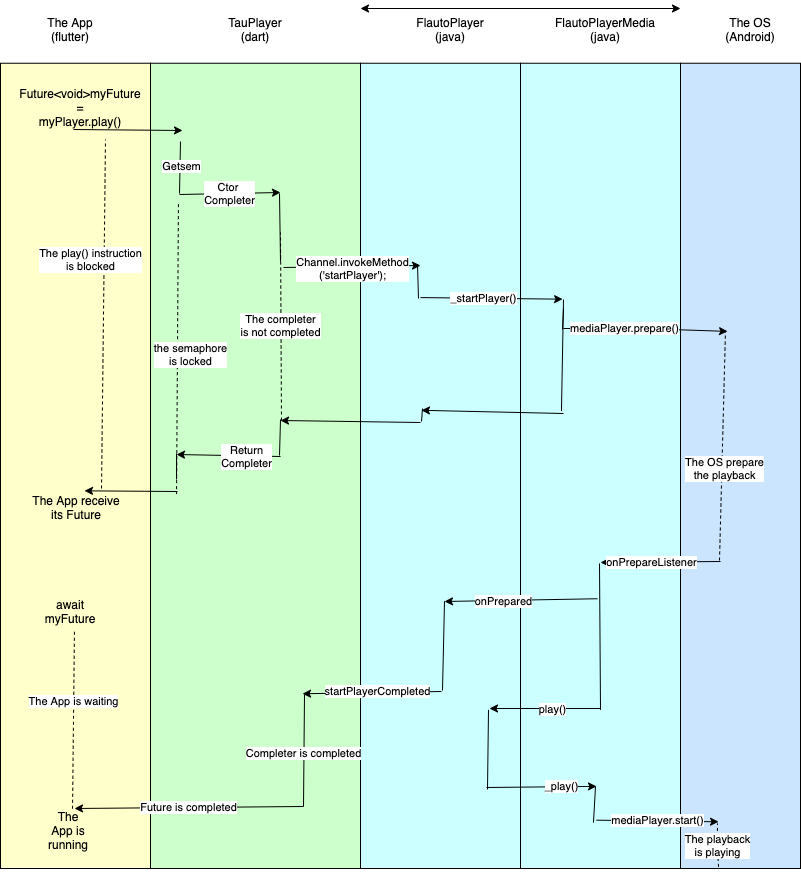 The App
(flutter)
TauPlayer
(dart)
FlautoPlayer
(java)
FlautoPlayerMedia
(java)
The OS
(Android)
Future<void>myFuture
=
myPlayer.play()
Getsem
Ctor
Completer
The play() instruction
is blocked
Channel.invokeMethod
('startPlayer');
_startPlayer()
The completer
is not completed
mediaPlayer.prepare()
the semaphore
is locked
Return
Completer
The OS prepare
the playback
The App receive
its Future
onPrepareListener
onPrepared
await
myFuture
startPlayerCompleted
The App is waiting
play()
Completer is completed
_play()
Future is completed
mediaPlayer.start()
The
App is
running
The playback
is playing